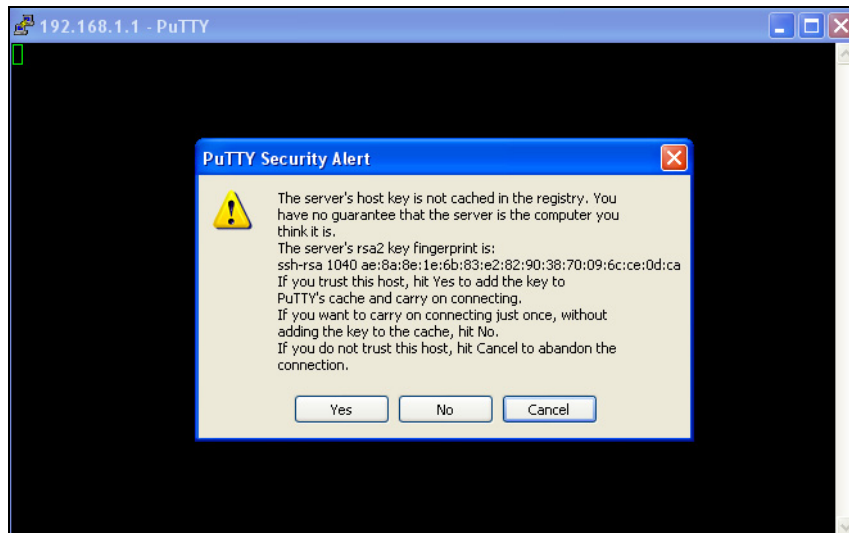 192.168.1.1 - PuTTY
PuTTY Security Alert
The server's host key is not cached in the registry. You
have no guarantee that the server is the computer you
think it is.
The server's rsa2 key fingerprint is:
ssh-rsa 1040 ae:8a:8e:1e:6b:83:e2:82:90:38:70:09:6c:ce:0d:ca
If you trust this host, hit Yes to add the key to
PuTTY's cache and carry on connecting.
If you want to carry on connecting just once, without
adding the key to the cache, hit No.
If you do not trust this host, hit Cancel to abandon the
connection.
Yes No Cancel